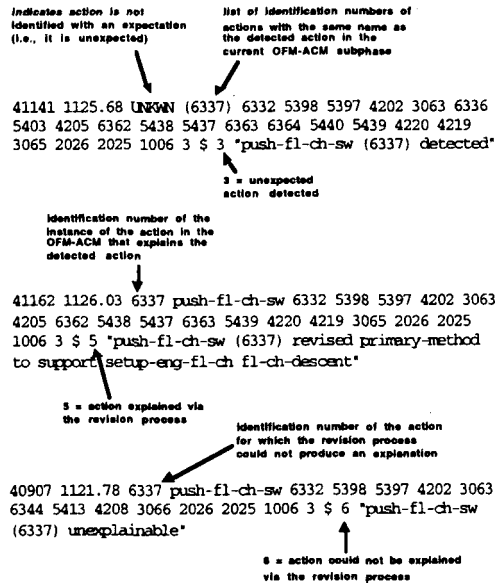 indicates action is not
identified with an expectation
(i.e., it is unexpected)
list of identification numbers of
actions with the same name as
the detected action in the
current OFM-ACM subphase
41141 1125.68 UNKWN (6337) 6332 5398 5397 4202 3063 6336
5403 4205 6362 5438 5437 6363 6364 5440 5439 4220 4219
3065 2026 2025 1006 3 $ 3 "push-fl-ch-sw (6337) detected"
3 = unexpected
action detected
identification number of the
instance of the action in the
OFM-ACM that explains the
detected action
41162 1126.03 6337 push-fl-ch-sw 6332 5398 5397 4202 3063
4205 6362 5438 5437 6363 5439 4220 4219 3065 2026 2025
1006 3 $ 5 "push-fl-ch-sw (6337) revised primary-method
to support setup-eng-fl-ch fl-ch-descent"
5 = action explained via
the revision process
identification number of the action
for which the revision process
could not produce an explanation
40907 1121.78 6337 push-fl-ch-sw 6332 5398 5397 4202 3063
6344 5413 4208 3066 2026 2025 1006 3 $ 6 "push-fl-ch-sw
(6337) unexplainable"
6 = action could not be explained
via the revision process